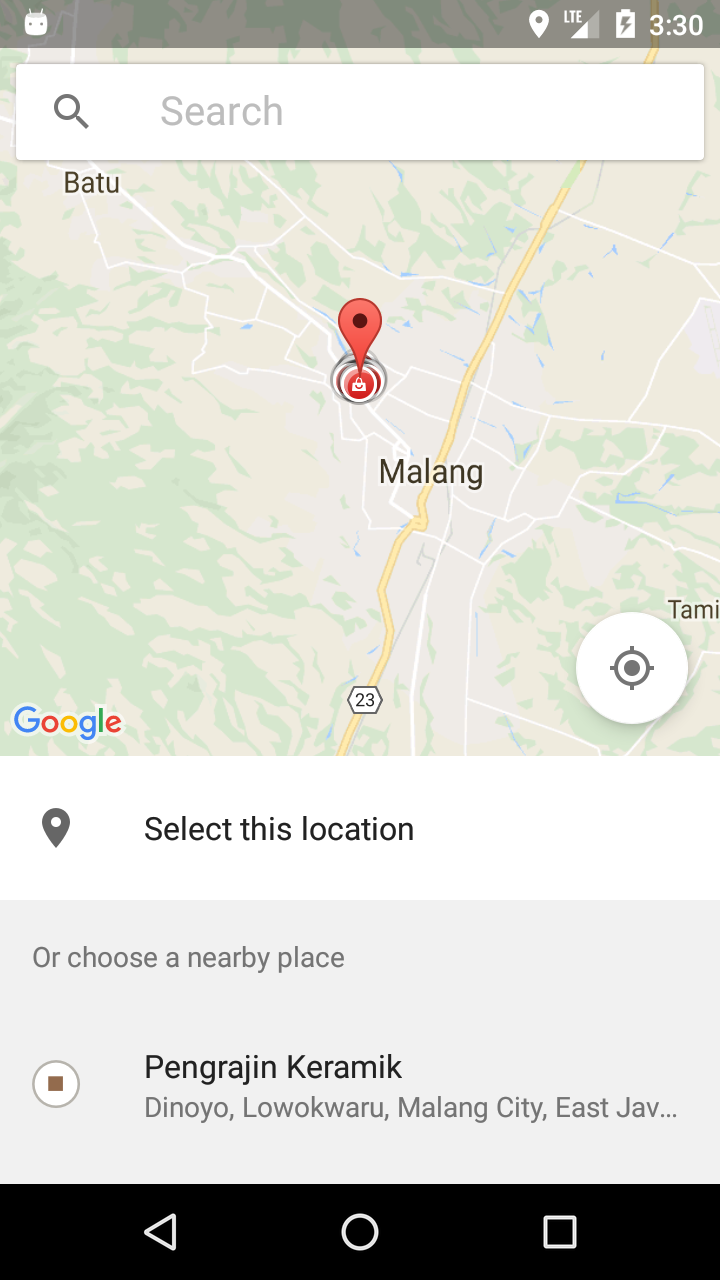 LTE 3:30
Search
Batu
Malang
Tami
23
Google
Select this location
Or choose a nearby place
Pengrajin Keramik
Dinoyo, Lowokwaru, Malang City, East Jav...